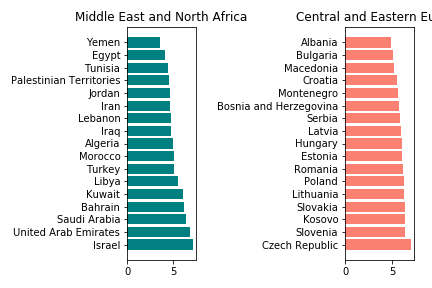 Middle East and North Africa
Yemen
Egypt
Tunisia
Palestinian Territories
Jordan
Iran
Lebanon
Iraq
Algeria
Morocco
Turkey
Libya
Kuwait
Bahrain
Saudi Arabia
United Arab Emirates
Israel
0 5
Central and Eastern Eu
Albania
Bulgaria
Macedonia
Croatia
Montenegro
Bosnia and Herzegovina
Serbia
Latvia
Hungary
Estonia
Romania
Poland
Lithuania
Slovakia
Kosovo
Slovenia
Czech Republic
0 5